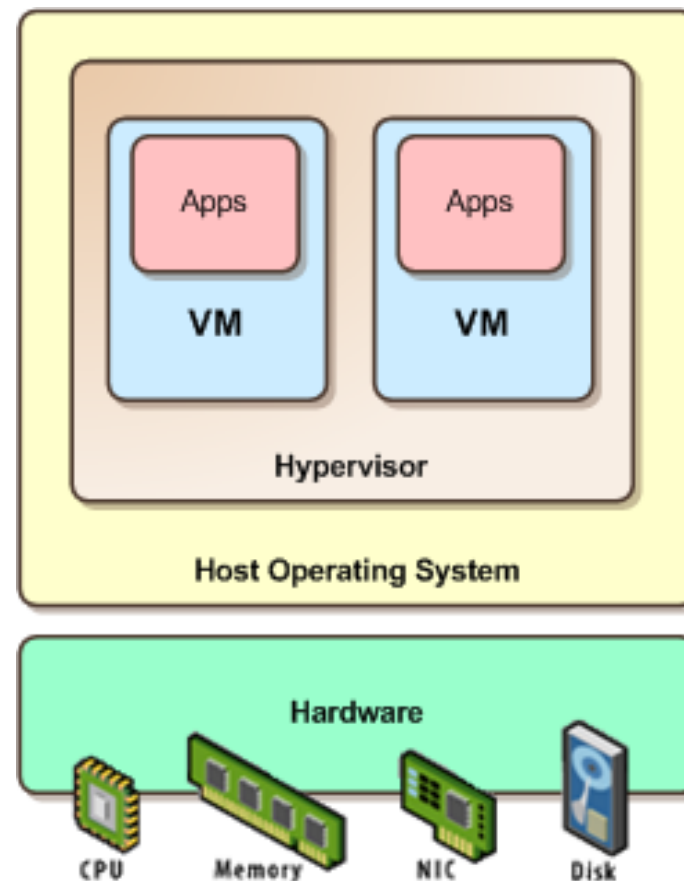 Apps Apps
VM VM
Hypervisor
Host Operating System
Hardware
CPU Memory NIC Disk